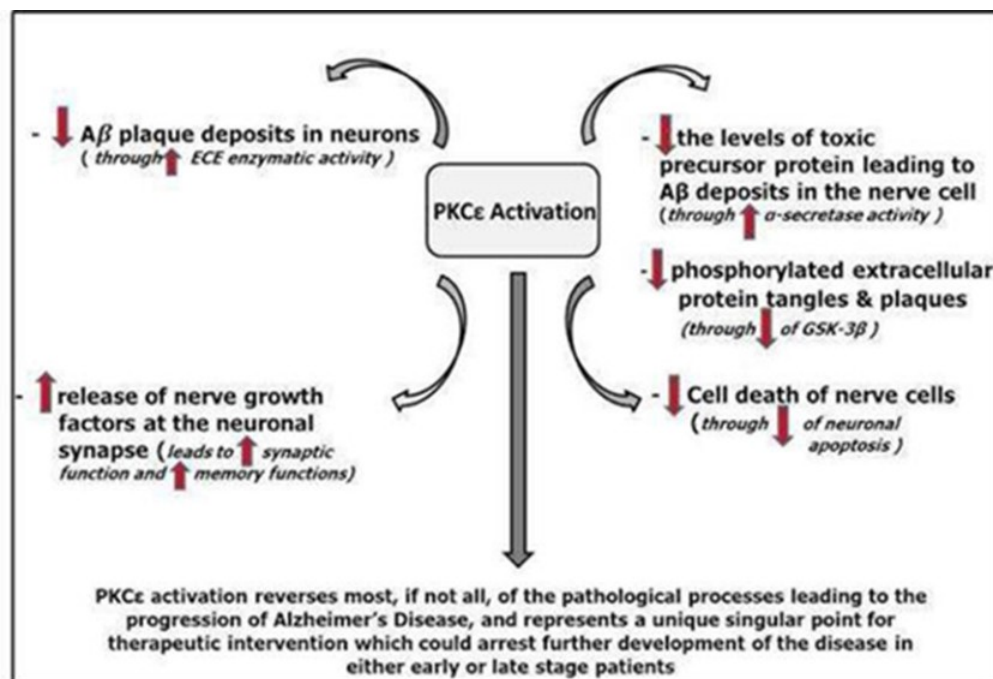 - Aβ plaque deposits in neurons
( through ECE enzymatic activity )
PKCε Activation
- the levels of toxic
precursor protein leading to
Aβ deposits in the nerve cell
(through α-secretase activity )
- phosphorylated extracellular
protein tangles & plaques
(through of GSK-3β )
- release of nerve growth
factors at the neuronal
synapse (leads to synaptic
function and memory functions)
- Cell death of nerve cells
(through of neuronal
apoptosis )
PKCε activation reverses most, if not all, of the pathological processes leading to the
progression of Alzheimer's Disease, and represents a unique singular point for
therapeutic intervention which could arrest further development of the disease in
either early or late stage patients